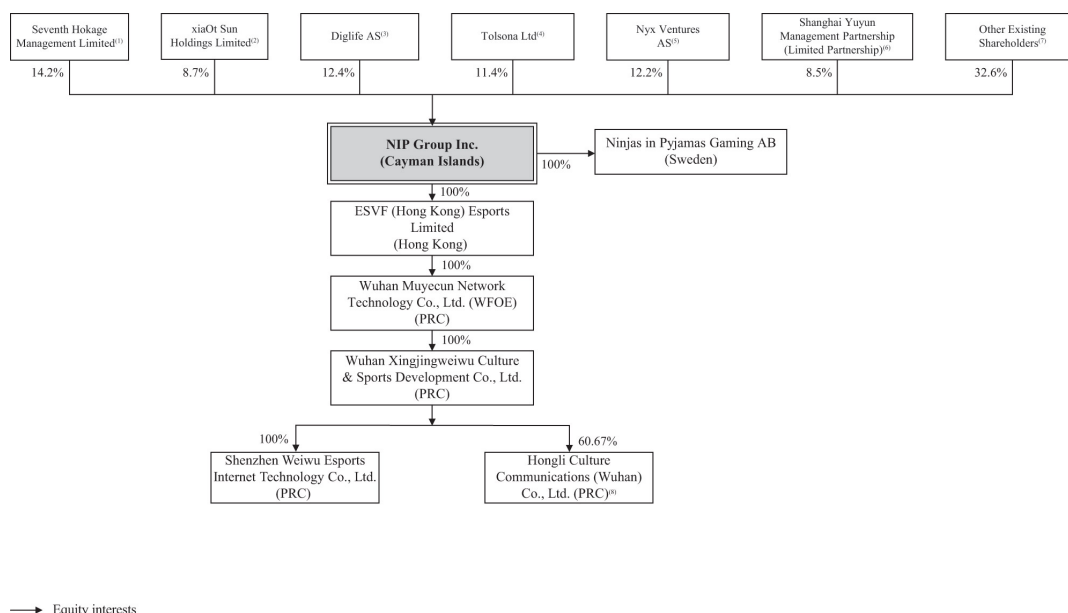 Seventh Hokage
Management Limited(1)
xiaOt Sun
Holdings Limited(2)
Diglife AS(3)
Tolsona Ltd(4)
Nyx Ventures
AS(5)
Shanghai Yuyun
Management Partnership
(Limited Partnership)(6)
Other Existing
Shareholders(7)
14.2%
8.7%
12.4%
11.4%
12.2%
8.5%
32.6%
NIP Group Inc.
(Cayman Islands)
100%
Ninjas in Pyjamas Gaming AB
(Sweden)
100%
ESVF (Hong Kong) Esports
Limited
(Hong Kong)
100%
Wuhan Muyecun Network
Technology Co., Ltd. (WFOE)
(PRC)
100%
Wuhan Xingjingweiwu Culture
& Sports Development Co., Ltd.
(PRC)
100%
60.67%
Shenzhen Weiwu Esports
Internet Technology Co., Ltd.
(PRC)
Hongli Culture
Communications (Wuhan)
Co., Ltd. (PRC)(8)
Equity interests